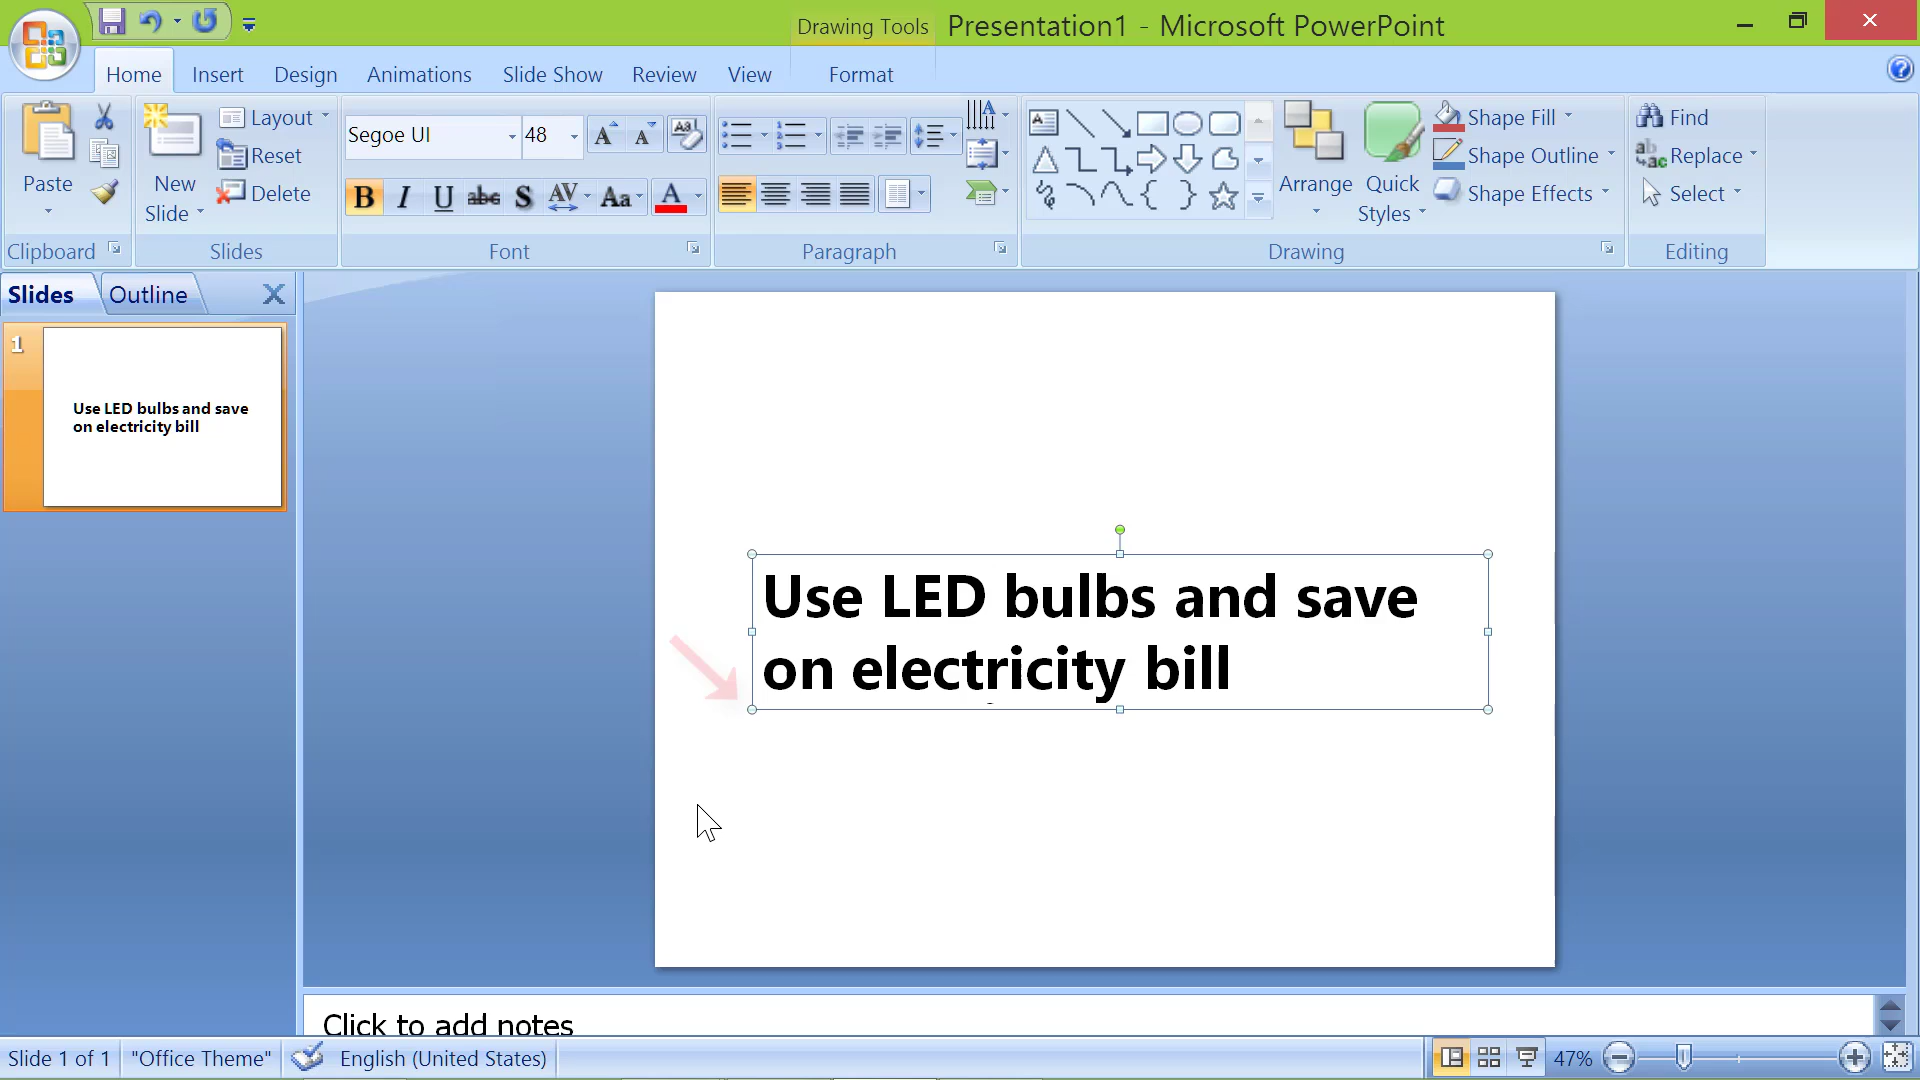 Drawing Tools
Presentation1 - Microsoft PowerPoint
Home
Insert
Design
Animations
Slide Show
Review
View
Format
Paste
Clipboard
New
Slide
Layout
Reset
Delete
Slides
Segoe UI
48
B I U abc S AV Aa A
Font
Paragraph
Arrange
Quick
Styles
Shape Fill
Shape Outline
Shape Effects
Drawing
Find
Replace
Select
Editing
Slides
Outline
1
Use LED bulbs and save
on electricity bill
Use LED bulbs and save
on electricity bill
Click to add notes
Slide 1 of 1
"Office Theme"
English (United States)
47%